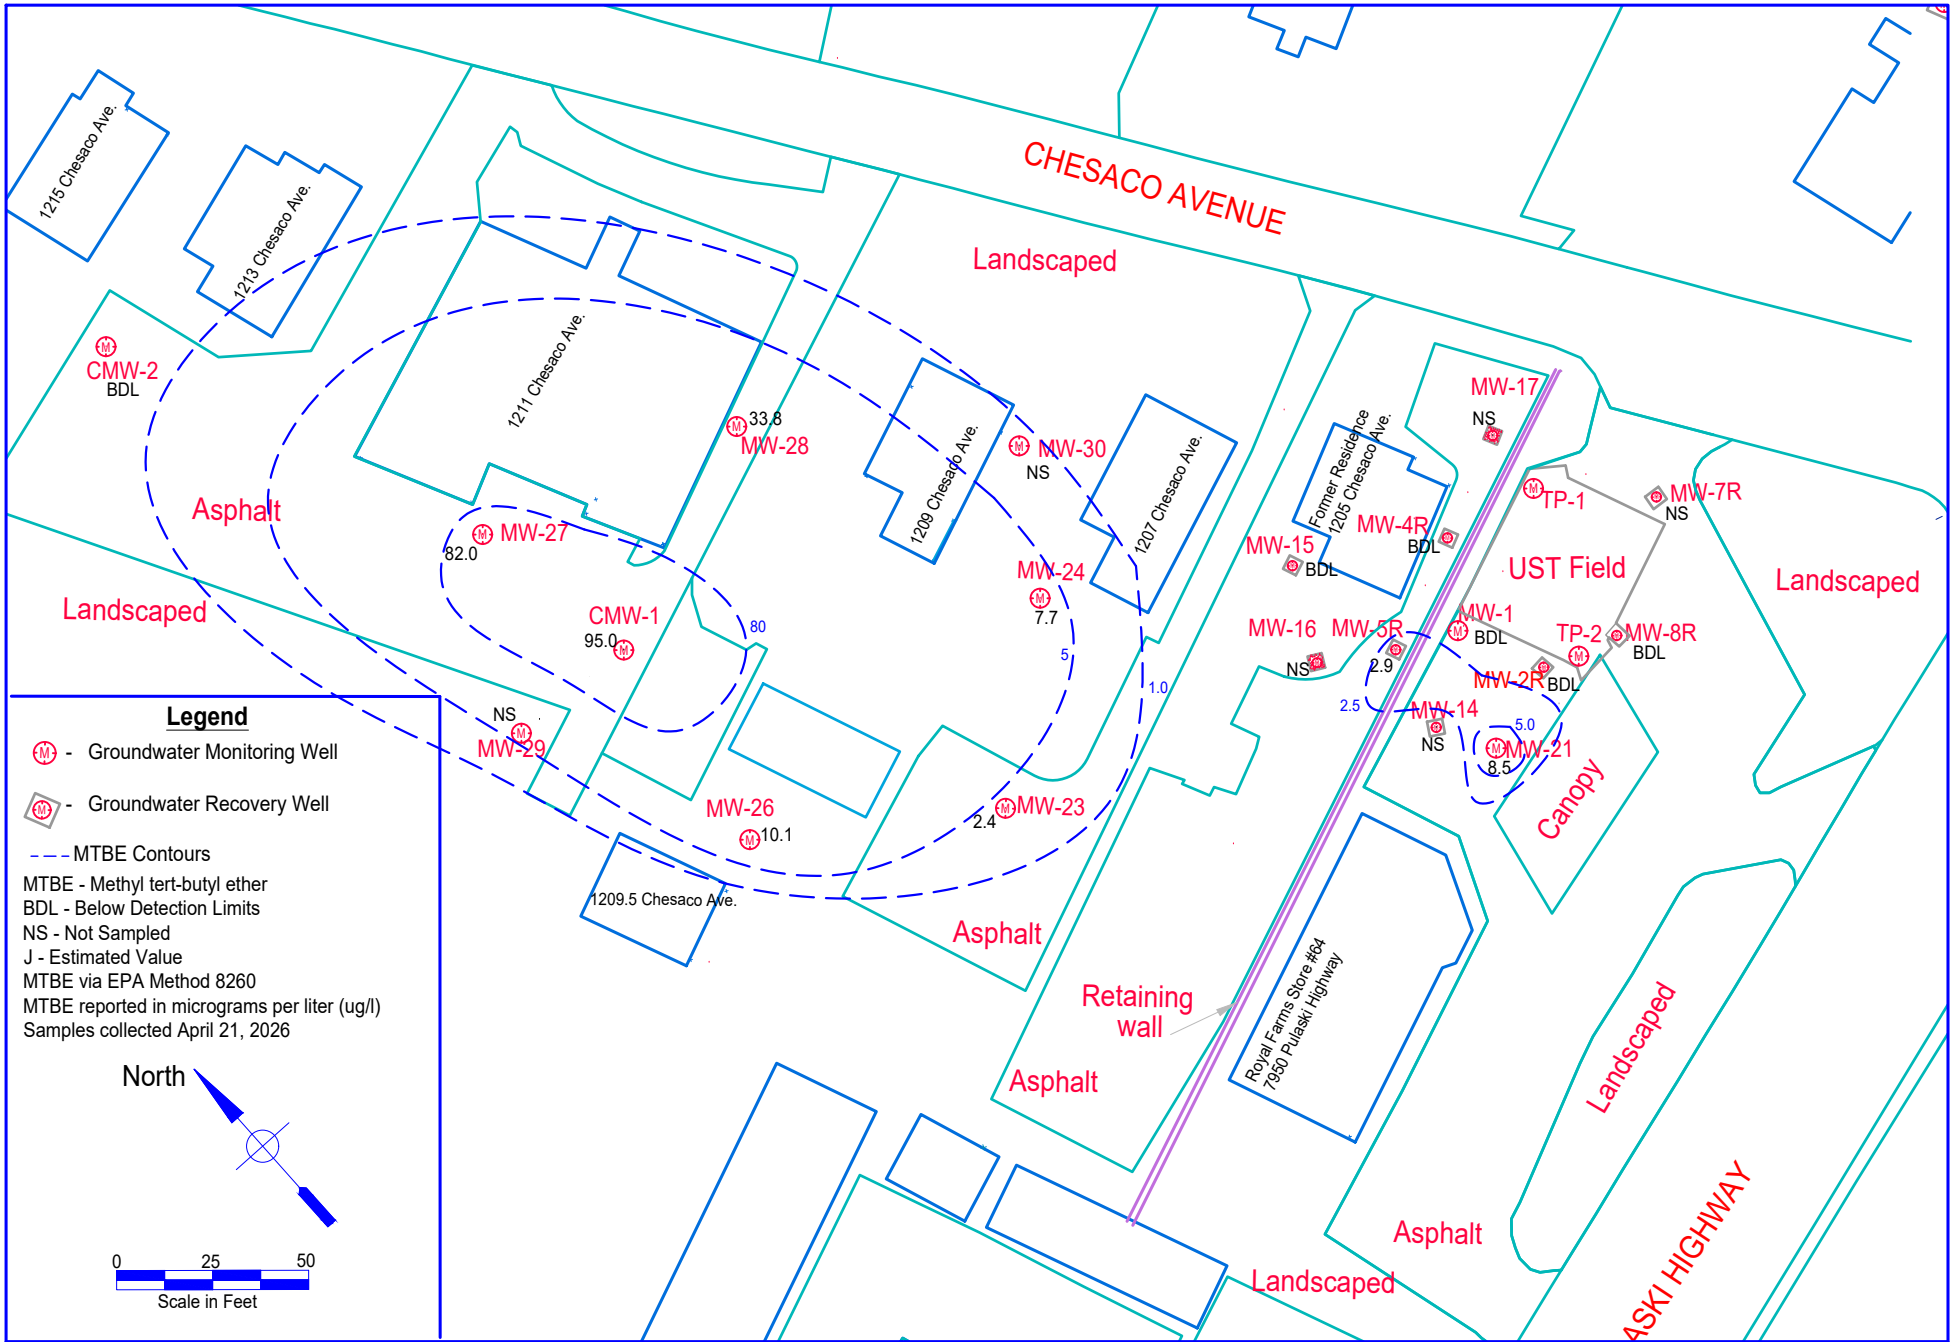 CHESACO AVENUE
1215 Chesaco Ave.
1213 Chesaco Ave.
Landscaped
CMW-2
BDL
1211 Chesaco Ave.
33.8
MW-28
1209 Chesaco Ave.
MW-30
NS
1207 Chesaco Ave.
Former Residence
1205 Chesaco Ave.
MW-17
NS
TP-1
MW-7R
NS
MW-4R
BDL
MW-15
BDL
UST Field
Landscaped
Asphalt
MW-27
82.0
Landscaped
CMW-1
95.0
80
MW-24
7.7
5
1.0
MW-16
NS
MW-5R
2.9
2.5
MW-1
BDL
TP-2
MW-8R
BDL
MW-2R
BDL
MW-14
NS
5.0
MW-21
8.5
Canopy
NS
MW-29
MW-26
10.1
MW-23
2.4
1209.5 Chesaco Ave.
Asphalt
Retaining
wall
Asphalt
Royal Farms Store #64
7950 Pulaski Highway
Landscaped
Asphalt
Landscaped
ASKI HIGHWAY
Legend
M - Groundwater Monitoring Well
M - Groundwater Recovery Well
MTBE Contours
MTBE - Methyl tert-butyl ether
BDL - Below Detection Limits
NS - Not Sampled
J - Estimated Value
MTBE via EPA Method 8260
MTBE reported in micrograms per liter (ug/l)
Samples collected April 21, 2026
North
0 25 50
Scale in Feet